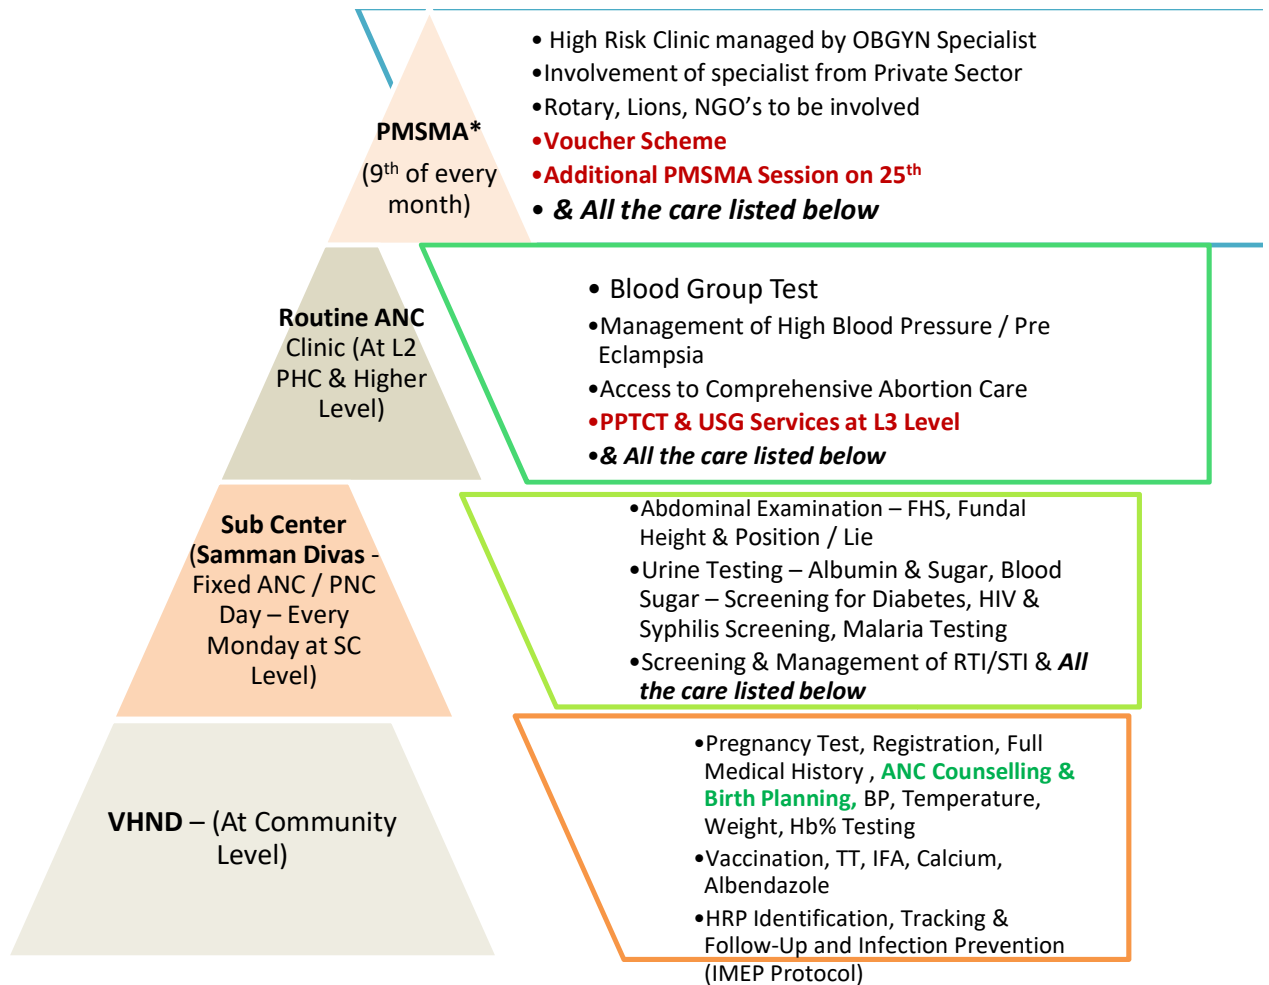 PMSMA*
(9th of every
month)
• High Risk Clinic managed by OBGYN Specialist
•Involvement of specialist from Private Sector
•Rotary, Lions, NGO’s to be involved
•Voucher Scheme
•Additional PMSMA Session on 25th
• & All the care listed below
Routine ANC
Clinic (At L2
PHC & Higher
Level)
• Blood Group Test
•Management of High Blood Pressure / Pre
Eclampsia
•Access to Comprehensive Abortion Care
•PPTCT & USG Services at L3 Level
•& All the care listed below
Sub Center
(Samman Divas -
Fixed ANC / PNC
Day – Every
Monday at SC
Level)
•Abdominal Examination – FHS, Fundal
Height & Position / Lie
•Urine Testing – Albumin & Sugar, Blood
Sugar – Screening for Diabetes, HIV &
Syphilis Screening, Malaria Testing
•Screening & Management of RTI/STI & All
the care listed below
VHND – (At Community
Level)
•Pregnancy Test, Registration, Full
Medical History , ANC Counselling &
Birth Planning, BP, Temperature,
Weight, Hb% Testing
•Vaccination, TT, IFA, Calcium,
Albendazole
•HRP Identification, Tracking &
Follow-Up and Infection Prevention
(IMEP Protocol)